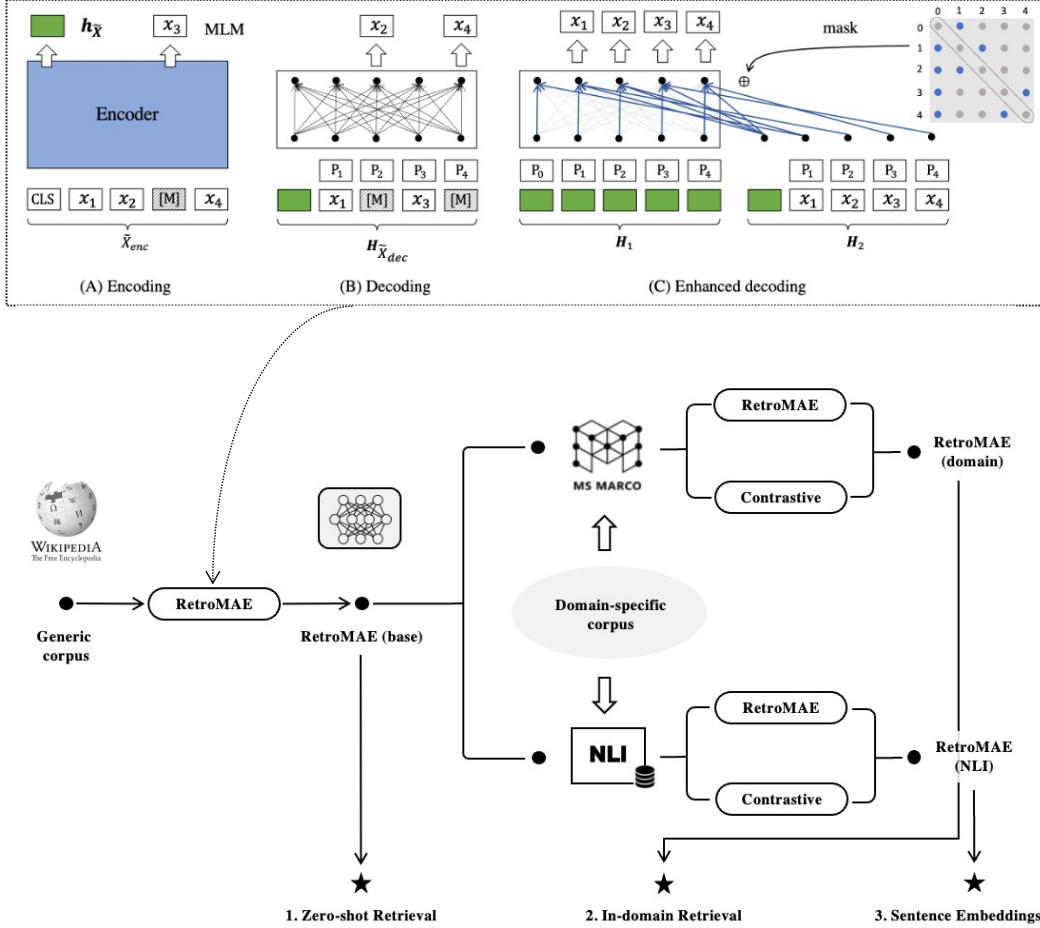 h_X̃ x₃ MLM
Encoder
CLS x₁ x₂ [M] x₄
X̃_enc
(A) Encoding
x₂ x₄
P₁ P₂ P₃ P₄
x₁ [M] x₃ [M]
H_X̃_dec
(B) Decoding
x₁ x₂ x₃ x₄
mask
⊕
0 1 2 3 4
0
1
2
3
4
P₀ P₁ P₂ P₃ P₄
H₁
P₁ P₂ P₃ P₄
x₁ x₂ x₃ x₄
H₂
(C) Enhanced decoding
WIKIPEDIA
The Free Encyclopedia
Generic
corpus
RetroMAE
RetroMAE (base)
MS MARCO
RetroMAE
Contrastive
RetroMAE
(domain)
Domain-specific
corpus
NLI
RetroMAE
Contrastive
RetroMAE
(NLI)
1. Zero-shot Retrieval
2. In-domain Retrieval
3. Sentence Embeddings